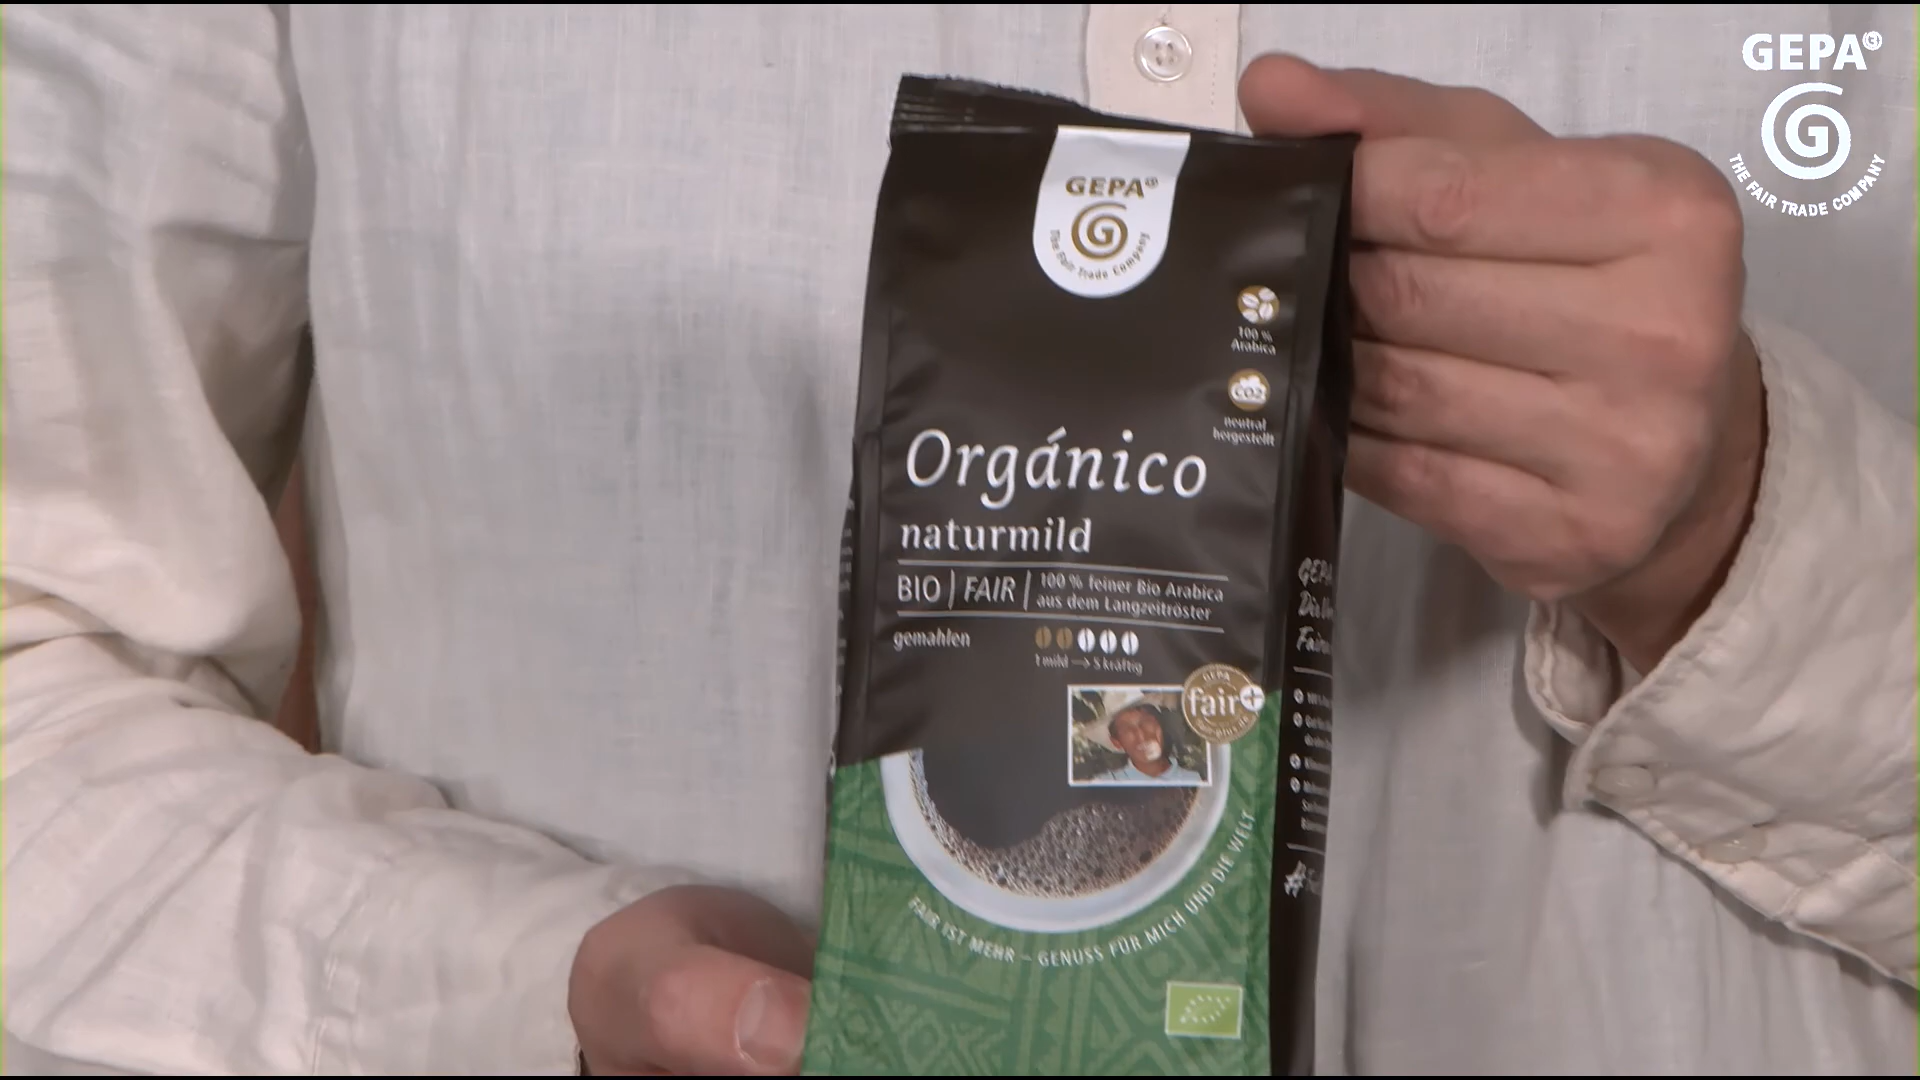 GEPA
G
THE FAIR TRADE COMPANY
GEPA
G
The Fair Trade Company
100 %
Arabica
CO2
neutral
hergestellt
Orgánico
naturmild
BIO | FAIR | 100 % feiner Bio Arabica
aus dem Langzeitröster
gemahlen
1 mild → 5 kräftig
GEPA
fair+
FAIR IST MEHR – GENUSS FÜR MICH UND DIE WELT
GEPA